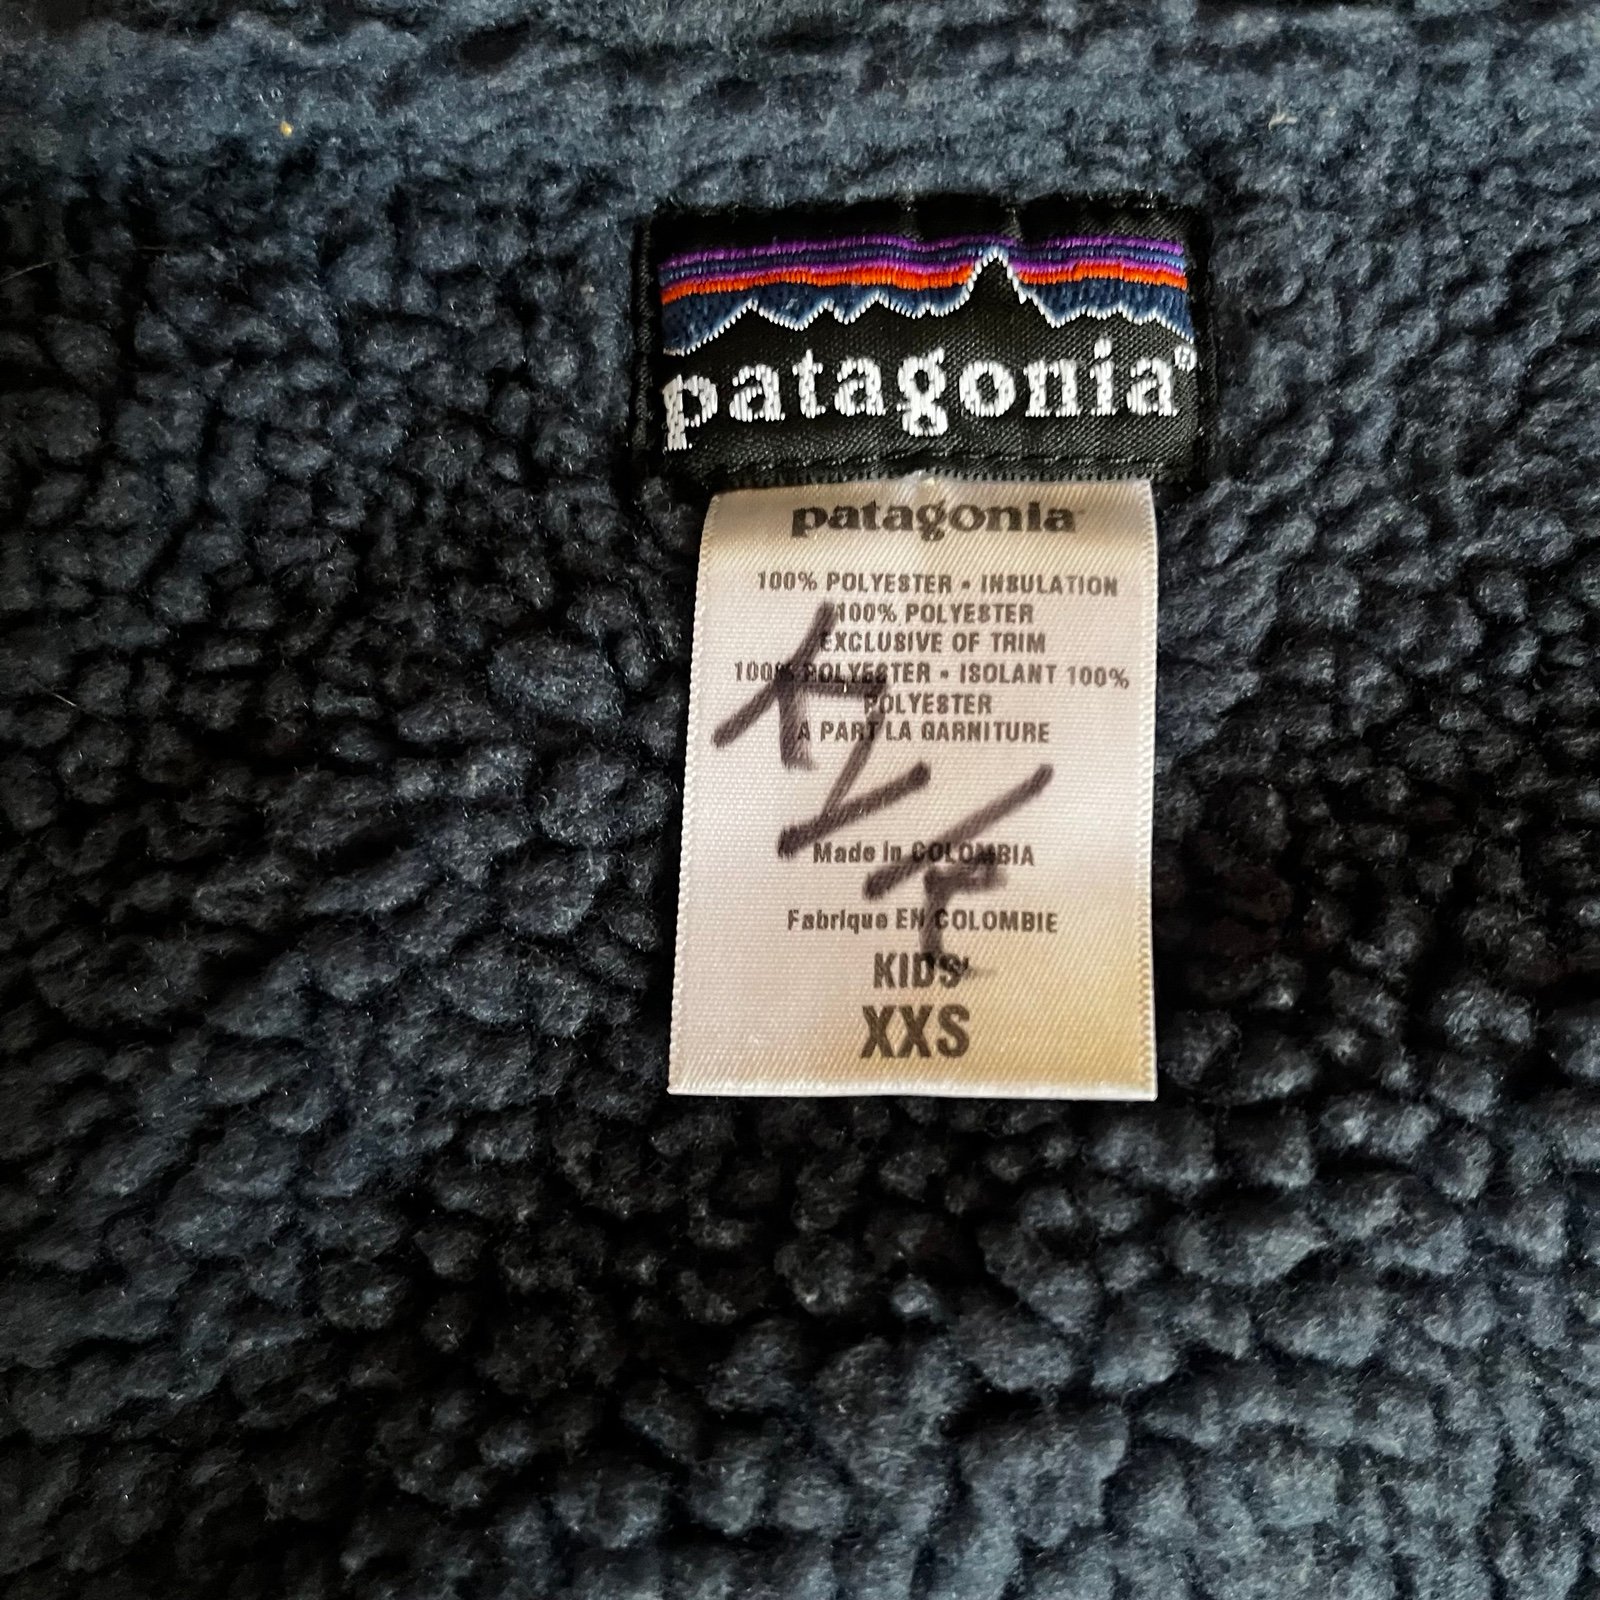 patagonia®
patagonia
100% POLYESTER • INSULATION
100% POLYESTER
EXCLUSIVE OF TRIM
100% POLYESTER • ISOLANT 100%
POLYESTER
A PART LA GARNITURE
Made in COLOMBIA
Fabrique EN COLOMBIE
KIDS'
XXS